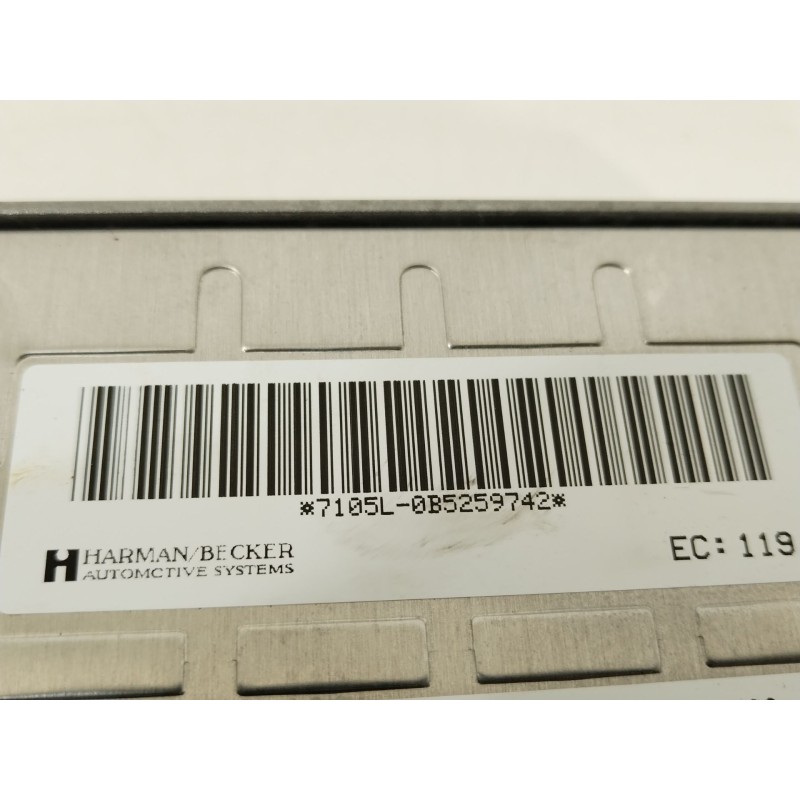 *7105L-0B5259742*
HARMAN/BECKER
AUTOMOTIVE SYSTEMS
EC: 119